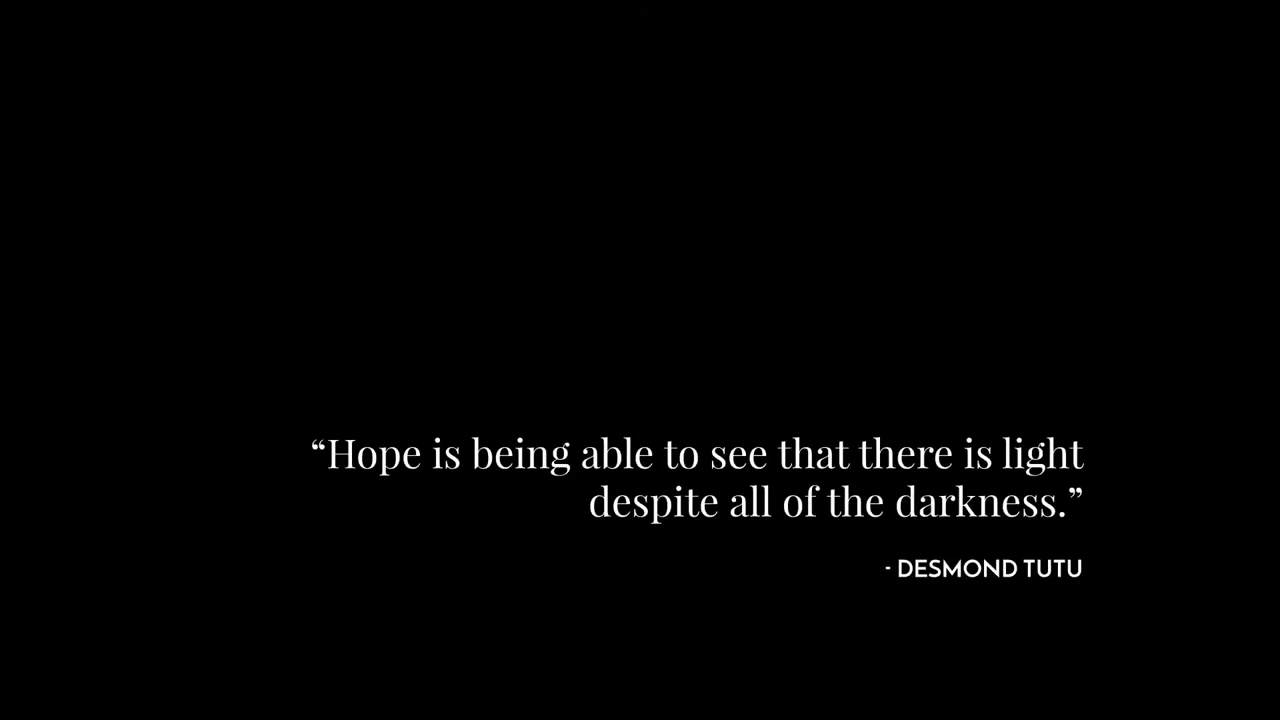 “Hope is being able to see that there is light
despite all of the darkness.”
- DESMOND TUTU